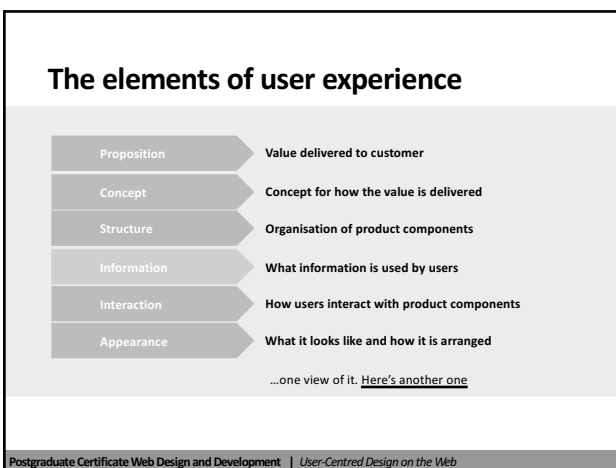 The elements of user experience
Proposition Value delivered to customer
Concept Concept for how the value is delivered
Structure Organisation of product components
Information What information is used by users
Interaction How users interact with product components
Appearance What it looks like and how it is arranged
…one view of it. Here’s another one
Postgraduate Certificate Web Design and Development | User-Centred Design on the Web